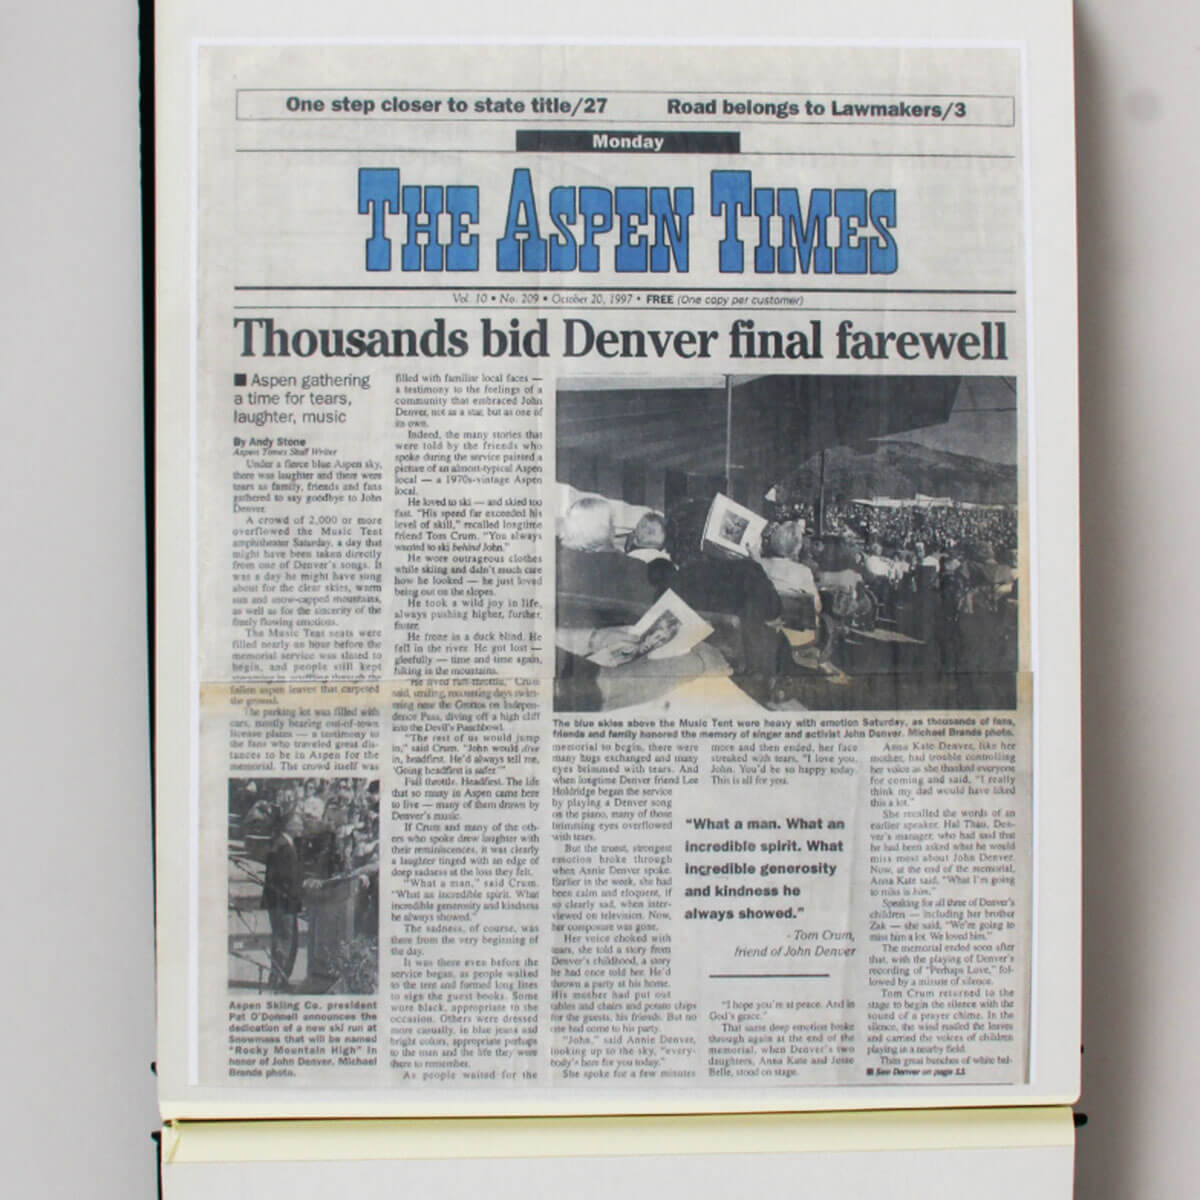 One step closer to state title/27
Road belongs to Lawmakers/3
Monday
THE ASPEN TIMES
Vol. 10 • No. 209 • October 20, 1997 • FREE (One copy per customer)
Thousands bid Denver final farewell
■ Aspen gathering
a time for tears,
laughter, music
By Andy Stone
Aspen Times Staff Writer
Under a fierce blue Aspen sky,
there was laughter and there were
tears as family, friends and fans
gathered to say goodbye to John
Denver.
A crowd of 2,000 or more
overflowed the Music Tent
amphitheater Saturday, a day that
might have been taken directly
from one of Denver's songs. It
was a day he might have sung
about for the clear skies, warm
sun and snow-capped mountains,
as well as for the sincerity of the
freely flowing emotions.
The Music Tent seats were
filled nearly an hour before the
memorial service was slated to
begin, and people still kept
streaming in, scuffling through the
fallen aspen leaves that carpeted
the ground.
The parking lot was filled with
cars, mostly bearing out-of-town
license plates — a testimony to
the fans who traveled great dis-
tances to be in Aspen for the
memorial. The crowd itself was
Aspen Skiing Co. president
Pat O'Donnell announces the
dedication of a new ski run at
Snowmass that will be named
"Rocky Mountain High" in
honor of John Denver. Michael
Brands photo.
filled with familiar local faces —
a testimony to the feelings of a
community that embraced John
Denver, not as a star, but as one of
its own.
Indeed, the many stories that
were told by the friends who
spoke during the service painted a
picture of an almost-typical Aspen
local — a 1970s-vintage Aspen
local.
He loved to ski — and skied too
fast. "His speed far exceeded his
level of skill," recalled longtime
friend Tom Crum. "You always
wanted to ski behind John."
He wore outrageous clothes
while skiing and didn't much care
how he looked — he just loved
being out on the slopes.
He took a wild joy in life,
always pushing higher, further,
faster.
He froze in a duck blind. He
fell in the river. He got lost —
gleefully — time and time again,
hiking in the mountains.
"He lived full-throttle," Crum
said, smiling, recounting days swim-
ming near the Grottos on Indepen-
dence Pass, diving off a high cliff
into the Devil's Punchbowl.
"The rest of us would jump
in," said Crum. "John would dive
in, headfirst. He'd always tell me,
'Going headfirst is safer.'"
Full throttle. Headfirst. The life
that so many in Aspen came here
to live — many of them drawn by
Denver's music.
If Crum and many of the oth-
ers who spoke drew laughter with
their reminiscences, it was clearly
a laughter tinged with an edge of
deep sadness at the loss they felt.
"What a man," said Crum.
"What an incredible spirit. What
incredible generosity and kindness
he always showed."
The sadness, of course, was
there from the very beginning of
the day.
It was there even before the
service began, as people walked
to the tent and formed long lines
to sign the guest books. Some
wore black, appropriate to the
occasion. Others were dressed
more casually, in blue jeans and
bright colors, appropriate perhaps
to the man and the life they were
there to remember.
As people waited for the
The blue skies above the Music Tent were heavy with emotion Saturday, as thousands of fans,
friends and family honored the memory of singer and activist John Denver. Michael Brands photo.
memorial to begin, there were
many hugs exchanged and many
eyes brimmed with tears. And
when longtime Denver friend Lee
Holdridge began the service
by playing a Denver song
on the piano, many of those
brimming eyes overflowed
with tears.
But the truest, strongest
emotion broke through
when Annie Denver spoke.
Earlier in the week, she had
been calm and eloquent, if
so clearly sad, when inter-
viewed on television. Now,
her composure was gone.
Her voice choked with
tears, she told a story from
Denver's childhood, a story
he had once told her. He'd
thrown a party at his home.
His mother had put out
tables and chairs and potato chips
for the guests, his friends. But no
one had come to his party.
"John," said Annie Denver,
looking up to the sky, "every-
body's here for you today."
She spoke for a few minutes
more and then ended, her face
streaked with tears, "I love you,
John. You'd be so happy today.
This is all for you.
"What a man. What an
incredible spirit. What
incredible generosity
and kindness he
always showed."
- Tom Crum,
friend of John Denver
"I hope you're at peace. And in
God's grace."
That same deep emotion broke
through again at the end of the
memorial, when Denver's two
daughters, Anna Kate and Jesse
Belle, stood on stage.
Anna Kate Denver, like her
mother, had trouble controlling
her voice as she thanked everyone
for coming and said, "I really
think my dad would have liked
this a lot."
She recalled the words of an
earlier speaker, Hal Thau, Den-
ver's manager, who had said that
he had been asked what he would
miss most about John Denver.
Now, at the end of the memorial,
Anna Kate said, "What I'm going
to miss is him."
Speaking for all three of Denver's
children — including her brother
Zak — she said, "We're going to
miss him a lot. We loved him."
The memorial ended soon after
that, with the playing of Denver's
recording of "Perhaps Love," fol-
lowed by a minute of silence.
Tom Crum returned to the
stage to begin the silence with the
sound of a prayer chime. In the
silence, the wind rustled the leaves
and carried the voices of children
playing in a nearby field.
Then great bunches of white bal-
■ See Denver on page 11